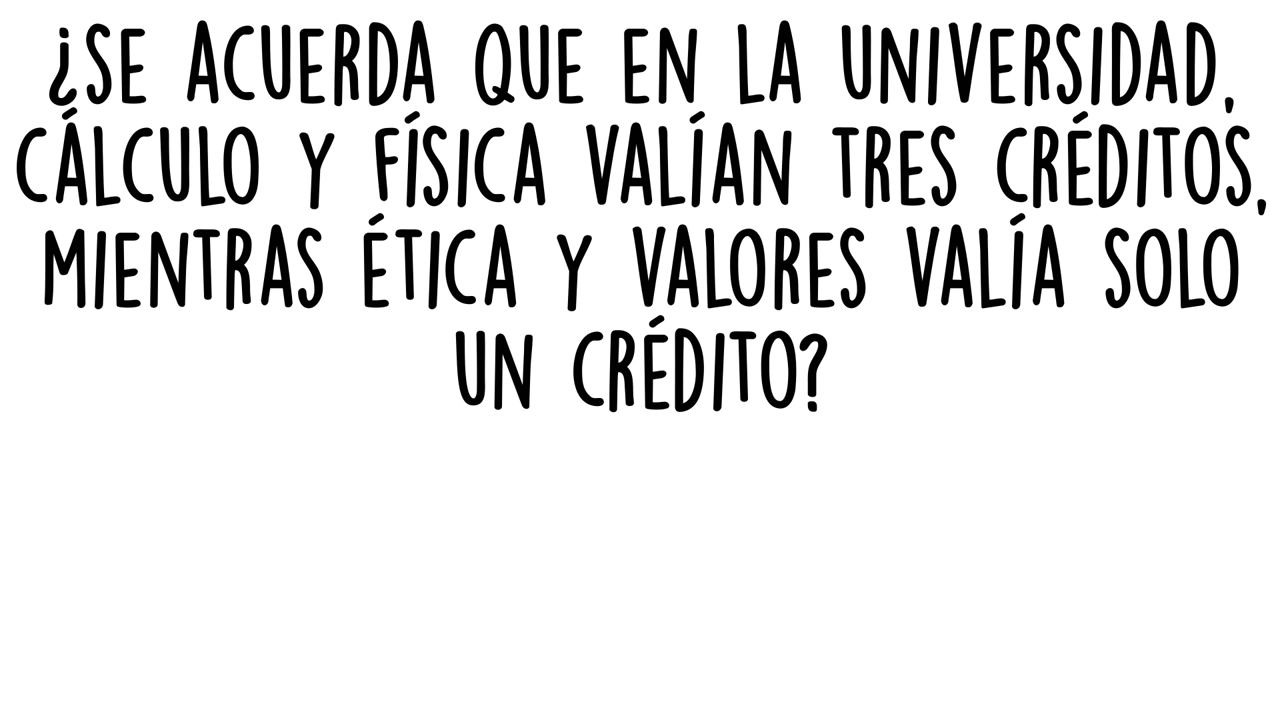 ¿SE ACUERDA QUE EN LA UNIVERSIDAD,
CÁLCULO Y FÍSICA VALÍAN TRES CRÉDITOS,
MIENTRAS ÉTICA Y VALORES VALÍA SOLO
UN CRÉDITO?